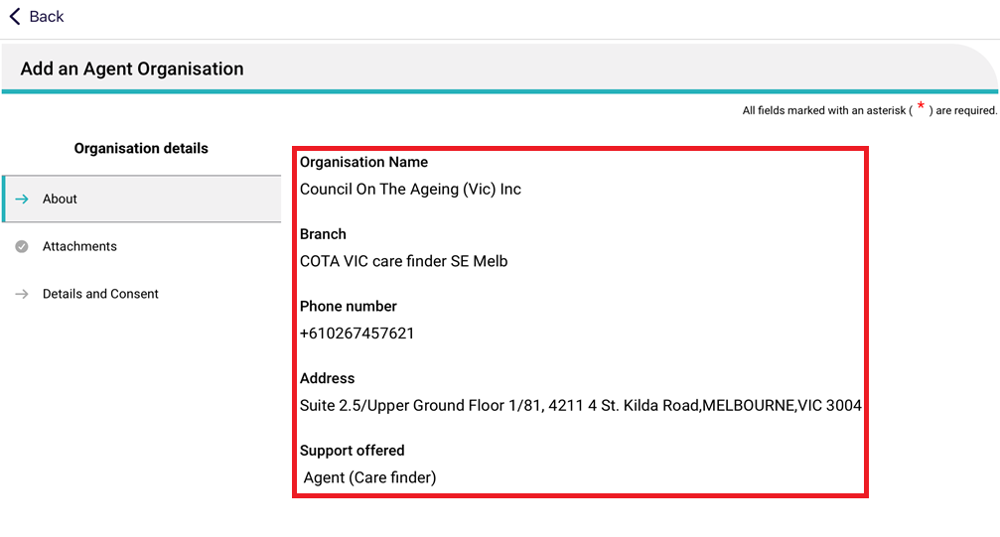 Back
Add an Agent Organisation
All fields marked with an asterisk ( * ) are required.
Organisation details
About
Attachments
Details and Consent
Organisation Name
Council On The Ageing (Vic) Inc
Branch
COTA VIC care finder SE Melb
Phone number
+610267457621
Address
Suite 2.5/Upper Ground Floor 1/81, 4211 4 St. Kilda Road,MELBOURNE,VIC 3004
Support offered
Agent (Care finder)